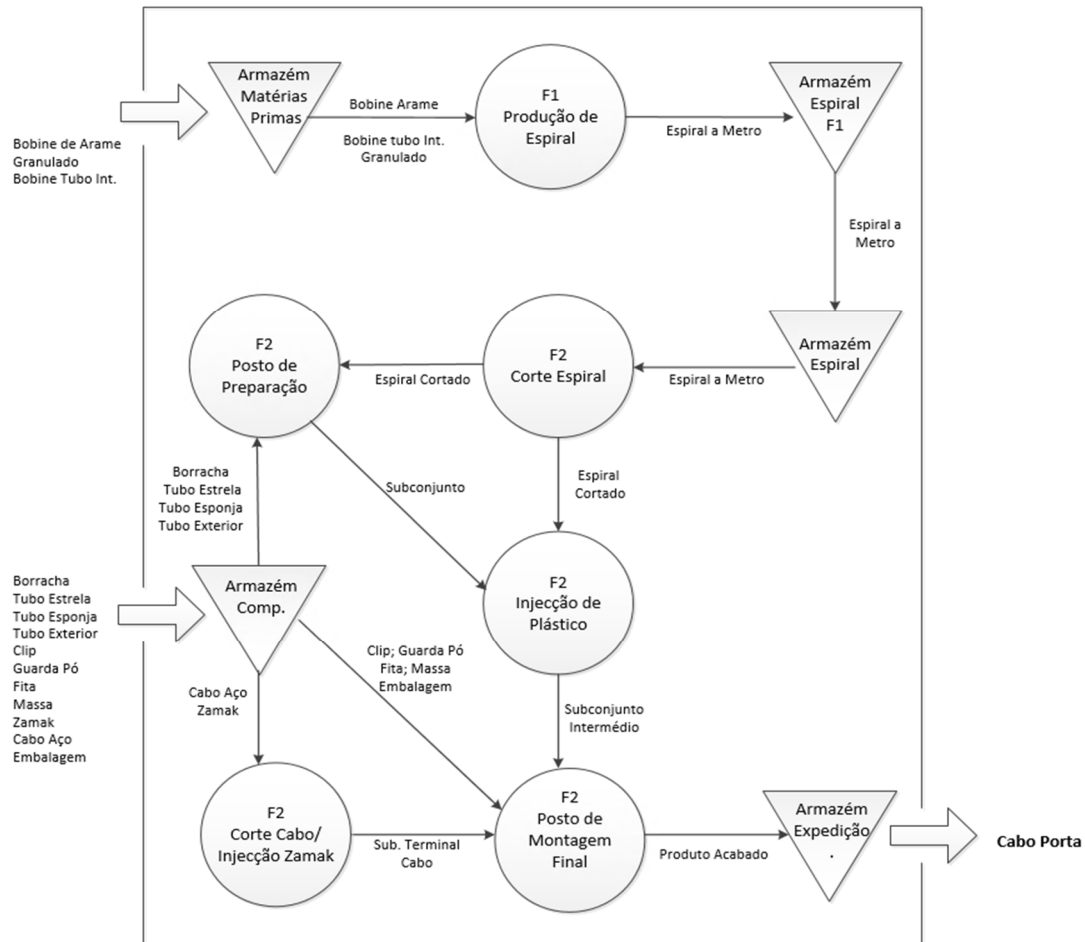 Armazém
Matérias
Primas
Bobine Arame
Bobine tubo Int.
Granulado
F1
Produção de
Espiral
Espiral a Metro
Armazém
Espiral
F1
Bobine de Arame
Granulado
Bobine Tubo Int.
Espiral a
Metro
F2
Posto de
Preparação
Espiral Cortado
F2
Corte Espiral
Espiral a Metro
Armazém
Espiral
Borracha
Tubo Estrela
Tubo Esponja
Tubo Exterior
Subconjunto
Espiral
Cortado
Borracha
Tubo Estrela
Tubo Esponja
Tubo Exterior
Clip
Guarda Pó
Fita
Massa
Zamak
Cabo Aço
Embalagem
Armazém
Comp.
F2
Injecção de
Plástico
Cabo Aço
Zamak
Clip; Guarda Pó
Fita; Massa
Embalagem
Subconjunto
Intermédio
F2
Corte Cabo/
Injecção Zamak
Sub. Terminal
Cabo
F2
Posto de
Montagem
Final
Produto Acabado
Armazém
Expedição
.
Cabo Porta